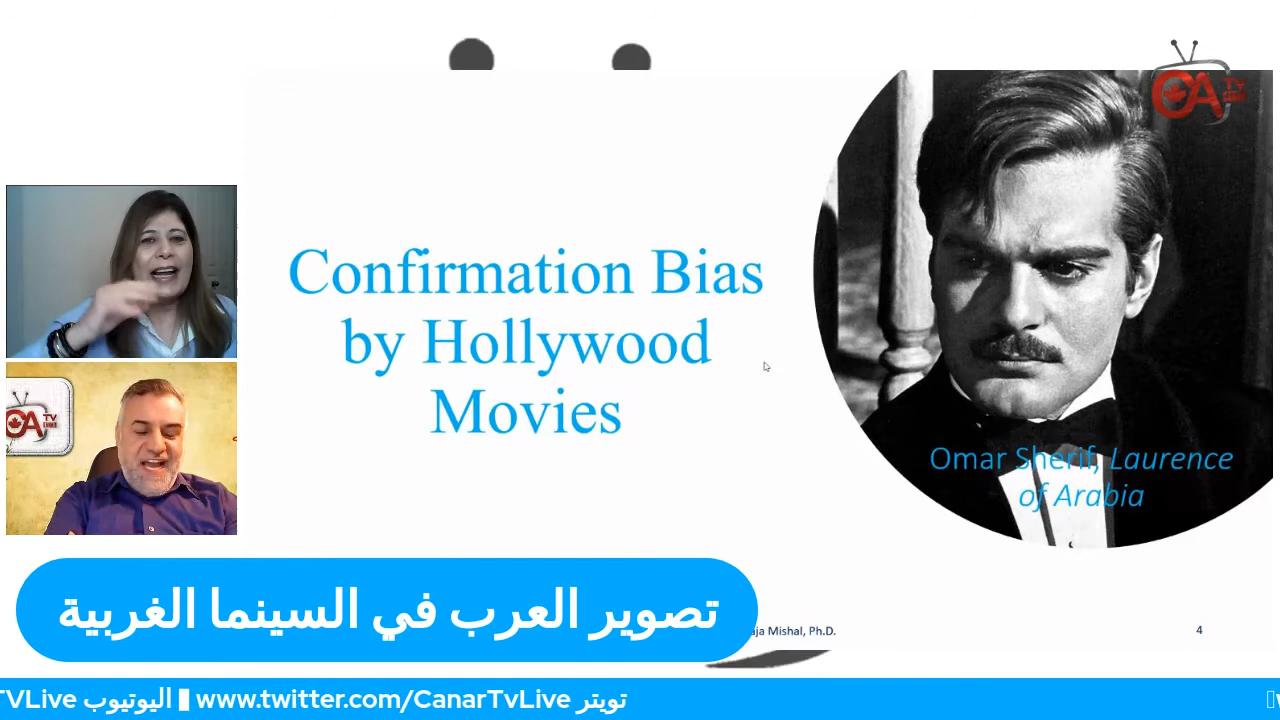 Confirmation Bias
by Hollywood
Movies
Omar Sherif, Laurence
of Arabia
تصوير العرب في السينما الغربية
Mishal, Ph.D.
4
TVLive اليوتيوب www.twitter.com/CanarTvLive تويتر